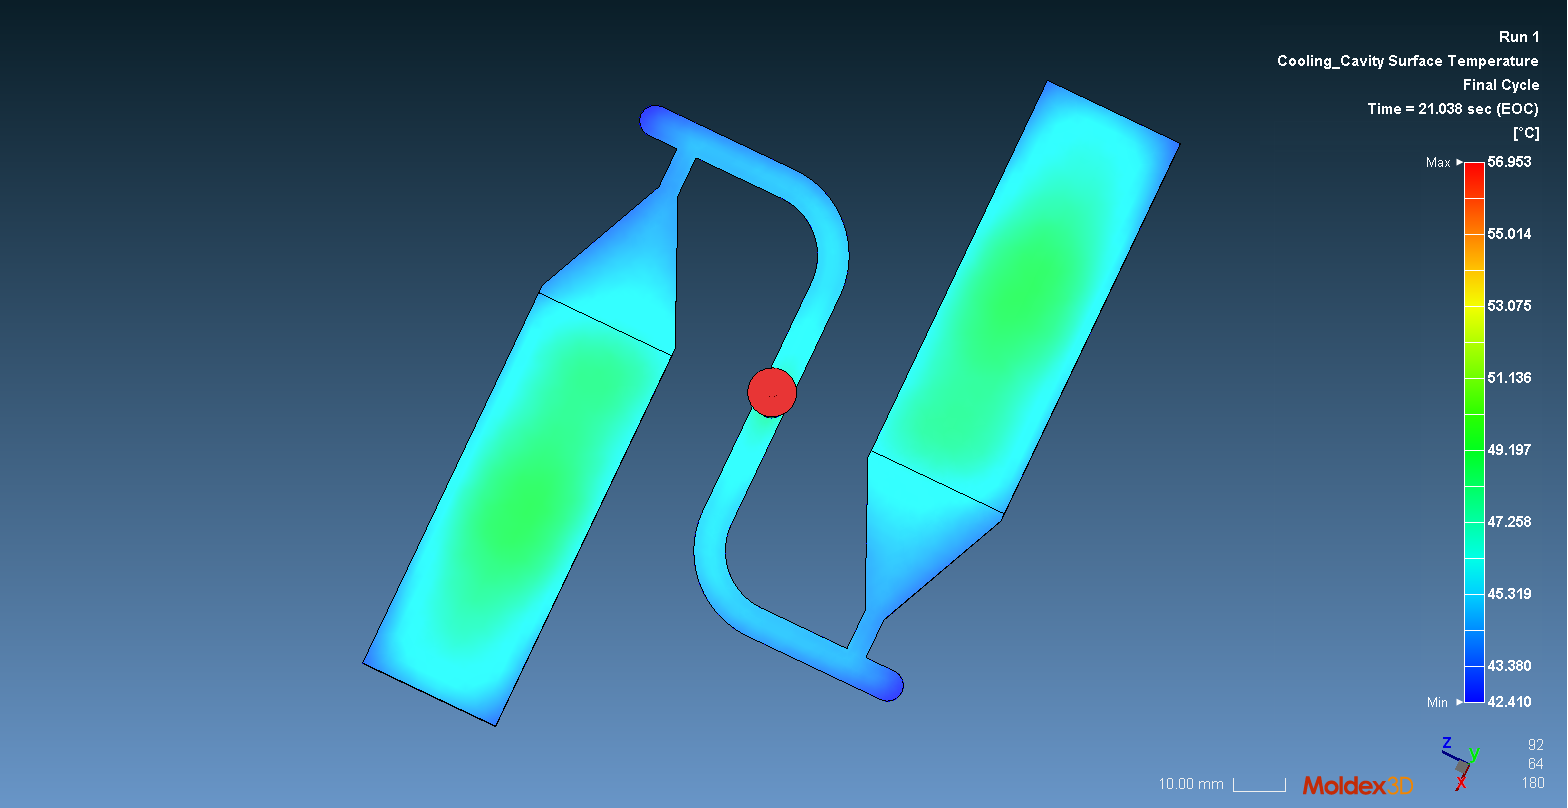 Run 1
Cooling_Cavity Surface Temperature
Final Cycle
Time = 21.038 sec (EOC)
[°C]
Max 56.953
55.014
53.075
51.136
49.197
47.258
45.319
43.380
Min 42.410
Z Y
X
92
64
180
10.00 mm
Moldex3D